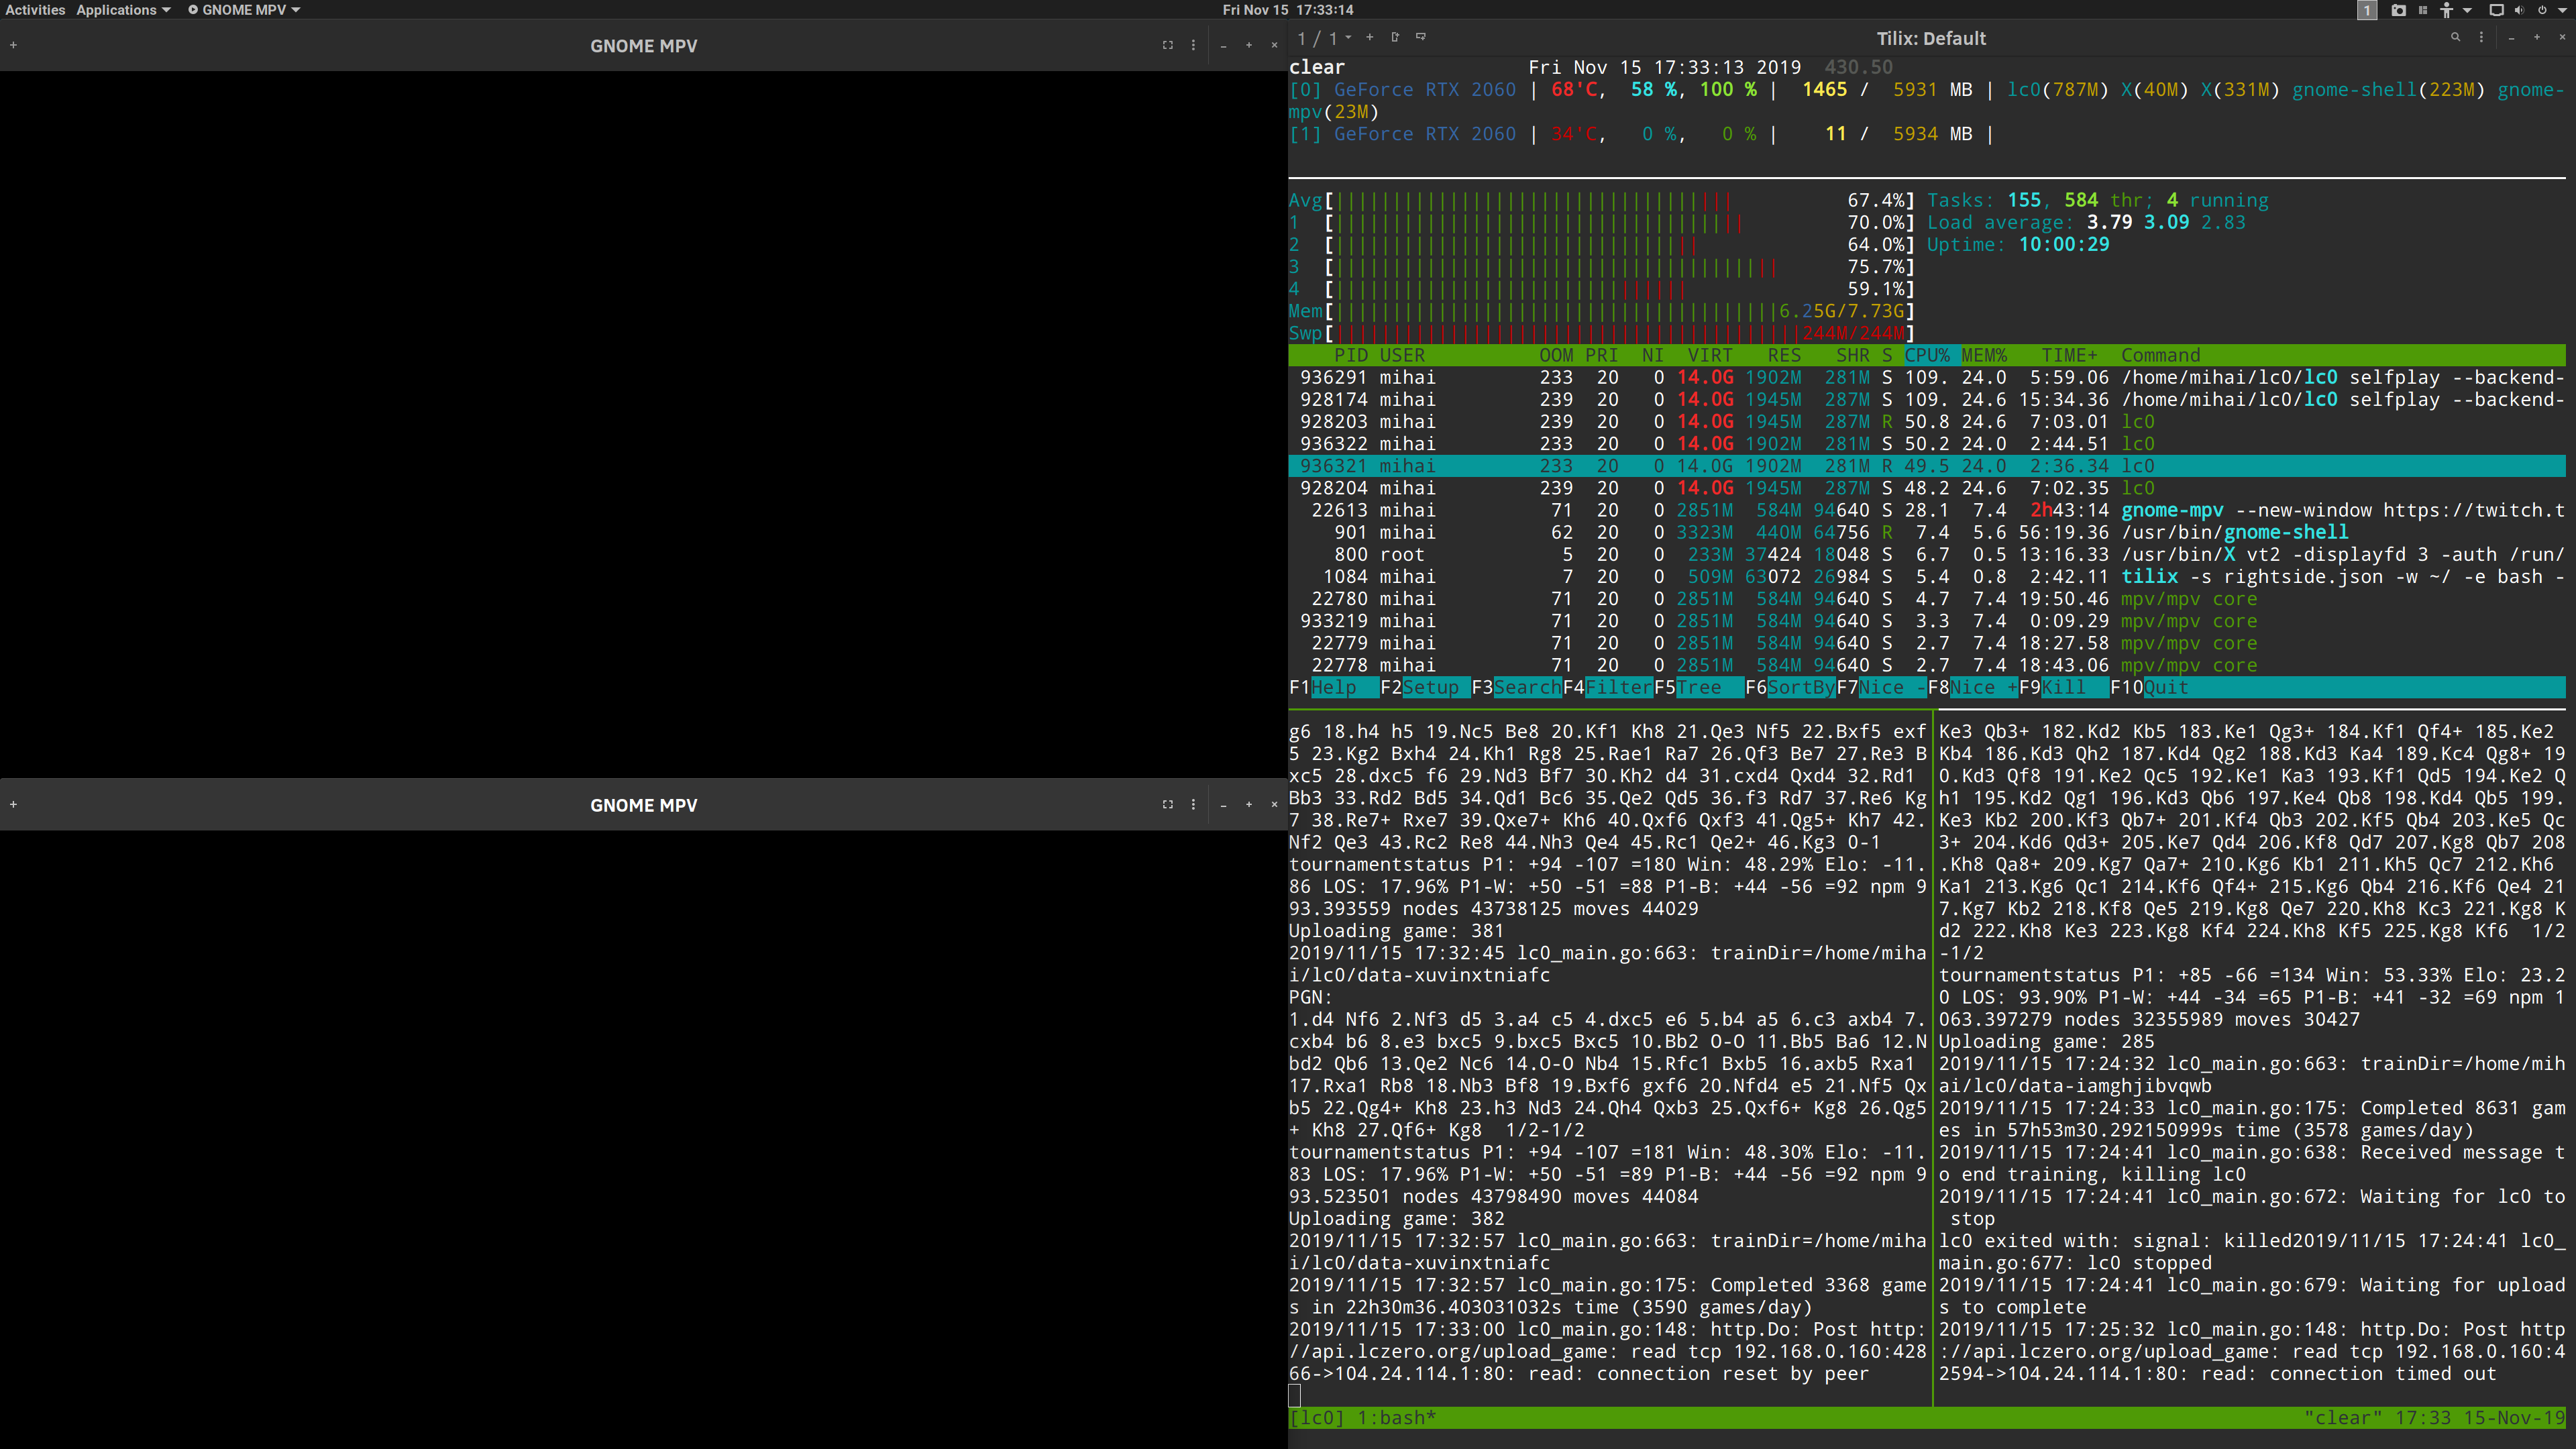 Activities Applications GNOME MPV Fri Nov 15 17:33:14 1
GNOME MPV
GNOME MPV
1 / 1 Tilix: Default
clear Fri Nov 15 17:33:13 2019 430.50
[0] GeForce RTX 2060 | 68'C, 58 %, 100 % | 1465 / 5931 MB | lc0(787M) X(40M) X(331M) gnome-shell(223M) gnome-
mpv(23M)
[1] GeForce RTX 2060 | 34'C, 0 %, 0 % | 11 / 5934 MB |
Avg[ 67.4%] Tasks: 155, 584 thr; 4 running
1 [ 70.0%] Load average: 3.79 3.09 2.83
2 [ 64.0%] Uptime: 10:00:29
3 [ 75.7%]
4 [ 59.1%]
Mem[ 6.25G/7.73G]
Swp[ 244M/244M]
PID USER OOM PRI NI VIRT RES SHR S CPU% MEM% TIME+ Command
936291 mihai 233 20 0 14.0G 1902M 281M S 109. 24.0 5:59.06 /home/mihai/lc0/lc0 selfplay --backend-
928174 mihai 239 20 0 14.0G 1945M 287M S 109. 24.6 15:34.36 /home/mihai/lc0/lc0 selfplay --backend-
928203 mihai 239 20 0 14.0G 1945M 287M R 50.8 24.6 7:03.01 lc0
936322 mihai 233 20 0 14.0G 1902M 281M S 50.2 24.0 2:44.51 lc0
936321 mihai 233 20 0 14.0G 1902M 281M R 49.5 24.0 2:36.34 lc0
928204 mihai 239 20 0 14.0G 1945M 287M S 48.2 24.6 7:02.35 lc0
22613 mihai 71 20 0 2851M 584M 94640 S 28.1 7.4 2h43:14 gnome-mpv --new-window https://twitch.t
901 mihai 62 20 0 3323M 440M 64756 R 7.4 5.6 56:19.36 /usr/bin/gnome-shell
800 root 5 20 0 233M 37424 18048 S 6.7 0.5 13:16.33 /usr/bin/X vt2 -displayfd 3 -auth /run/
1084 mihai 7 20 0 509M 63072 26984 S 5.4 0.8 2:42.11 tilix -s rightside.json -w ~/ -e bash -
22780 mihai 71 20 0 2851M 584M 94640 S 4.7 7.4 19:50.46 mpv/mpv core
933219 mihai 71 20 0 2851M 584M 94640 S 3.3 7.4 0:09.29 mpv/mpv core
22779 mihai 71 20 0 2851M 584M 94640 S 2.7 7.4 18:27.58 mpv/mpv core
22778 mihai 71 20 0 2851M 584M 94640 S 2.7 7.4 18:43.06 mpv/mpv core
F1Help F2Setup F3SearchF4FilterF5Tree F6SortByF7Nice -F8Nice +F9Kill F10Quit
g6 18.h4 h5 19.Nc5 Be8 20.Kf1 Kh8 21.Qe3 Nf5 22.Bxf5 exf
5 23.Kg2 Bxh4 24.Kh1 Rg8 25.Rae1 Ra7 26.Qf3 Be7 27.Re3 B
xc5 28.dxc5 f6 29.Nd3 Bf7 30.Kh2 d4 31.cxd4 Qxd4 32.Rd1
Bb3 33.Rd2 Bd5 34.Qd1 Bc6 35.Qe2 Qd5 36.f3 Rd7 37.Re6 Kg
7 38.Re7+ Rxe7 39.Qxe7+ Kh6 40.Qxf6 Qxf3 41.Qg5+ Kh7 42.
Nf2 Qe3 43.Rc2 Re8 44.Nh3 Qe4 45.Rc1 Qe2+ 46.Kg3 0-1
tournamentstatus P1: +94 -107 =180 Win: 48.29% Elo: -11.
86 LOS: 17.96% P1-W: +50 -51 =88 P1-B: +44 -56 =92 npm 9
93.393559 nodes 43738125 moves 44029
Uploading game: 381
2019/11/15 17:32:45 lc0_main.go:663: trainDir=/home/miha
i/lc0/data-xuvinxtniafc
PGN:
1.d4 Nf6 2.Nf3 d5 3.a4 c5 4.dxc5 e6 5.b4 a5 6.c3 axb4 7.
cxb4 b6 8.e3 bxc5 9.bxc5 Bxc5 10.Bb2 O-O 11.Bb5 Ba6 12.N
bd2 Qb6 13.Qe2 Nc6 14.O-O Nb4 15.Rfc1 Bxb5 16.axb5 Rxa1
17.Rxa1 Rb8 18.Nb3 Bf8 19.Bxf6 gxf6 20.Nfd4 e5 21.Nf5 Qx
b5 22.Qg4+ Kh8 23.h3 Nd3 24.Qh4 Qxb3 25.Qxf6+ Kg8 26.Qg5
+ Kh8 27.Qf6+ Kg8 1/2-1/2
tournamentstatus P1: +94 -107 =181 Win: 48.30% Elo: -11.
83 LOS: 17.96% P1-W: +50 -51 =89 P1-B: +44 -56 =92 npm 9
93.523501 nodes 43798490 moves 44084
Uploading game: 382
2019/11/15 17:32:57 lc0_main.go:663: trainDir=/home/miha
i/lc0/data-xuvinxtniafc
2019/11/15 17:32:57 lc0_main.go:175: Completed 3368 game
s in 22h30m36.403031032s time (3590 games/day)
2019/11/15 17:33:00 lc0_main.go:148: http.Do: Post http:
//api.lczero.org/upload_game: read tcp 192.168.0.160:428
66->104.24.114.1:80: read: connection reset by peer
Ke3 Qb3+ 182.Kd2 Kb5 183.Ke1 Qg3+ 184.Kf1 Qf4+ 185.Ke2
Kb4 186.Kd3 Qh2 187.Kd4 Qg2 188.Kd3 Ka4 189.Kc4 Qg8+ 19
0.Kd3 Qf8 191.Ke2 Qc5 192.Ke1 Ka3 193.Kf1 Qd5 194.Ke2 Q
h1 195.Kd2 Qg1 196.Kd3 Qb6 197.Ke4 Qb8 198.Kd4 Qb5 199.
Ke3 Kb2 200.Kf3 Qb7+ 201.Kf4 Qb3 202.Kf5 Qb4 203.Ke5 Qc
3+ 204.Kd6 Qd3+ 205.Ke7 Qd4 206.Kf8 Qd7 207.Kg8 Qb7 208
.Kh8 Qa8+ 209.Kg7 Qa7+ 210.Kg6 Kb1 211.Kh5 Qc7 212.Kh6
Ka1 213.Kg6 Qc1 214.Kf6 Qf4+ 215.Kg6 Qb4 216.Kf6 Qe4 21
7.Kg7 Kb2 218.Kf8 Qe5 219.Kg8 Qe7 220.Kh8 Kc3 221.Kg8 K
d2 222.Kh8 Ke3 223.Kg8 Kf4 224.Kh8 Kf5 225.Kg8 Kf6 1/2
-1/2
tournamentstatus P1: +85 -66 =134 Win: 53.33% Elo: 23.2
0 LOS: 93.90% P1-W: +44 -34 =65 P1-B: +41 -32 =69 npm 1
063.397279 nodes 32355989 moves 30427
Uploading game: 285
2019/11/15 17:24:32 lc0_main.go:663: trainDir=/home/mih
ai/lc0/data-iamghjibvqwb
2019/11/15 17:24:33 lc0_main.go:175: Completed 8631 gam
es in 57h53m30.292150999s time (3578 games/day)
2019/11/15 17:24:41 lc0_main.go:638: Received message t
o end training, killing lc0
2019/11/15 17:24:41 lc0_main.go:672: Waiting for lc0 to
stop
lc0 exited with: signal: killed2019/11/15 17:24:41 lc0_
main.go:677: lc0 stopped
2019/11/15 17:24:41 lc0_main.go:679: Waiting for upload
s to complete
2019/11/15 17:25:32 lc0_main.go:148: http.Do: Post http
://api.lczero.org/upload_game: read tcp 192.168.0.160:4
2594->104.24.114.1:80: read: connection timed out
[lc0] 1:bash* "clear" 17:33 15-Nov-19